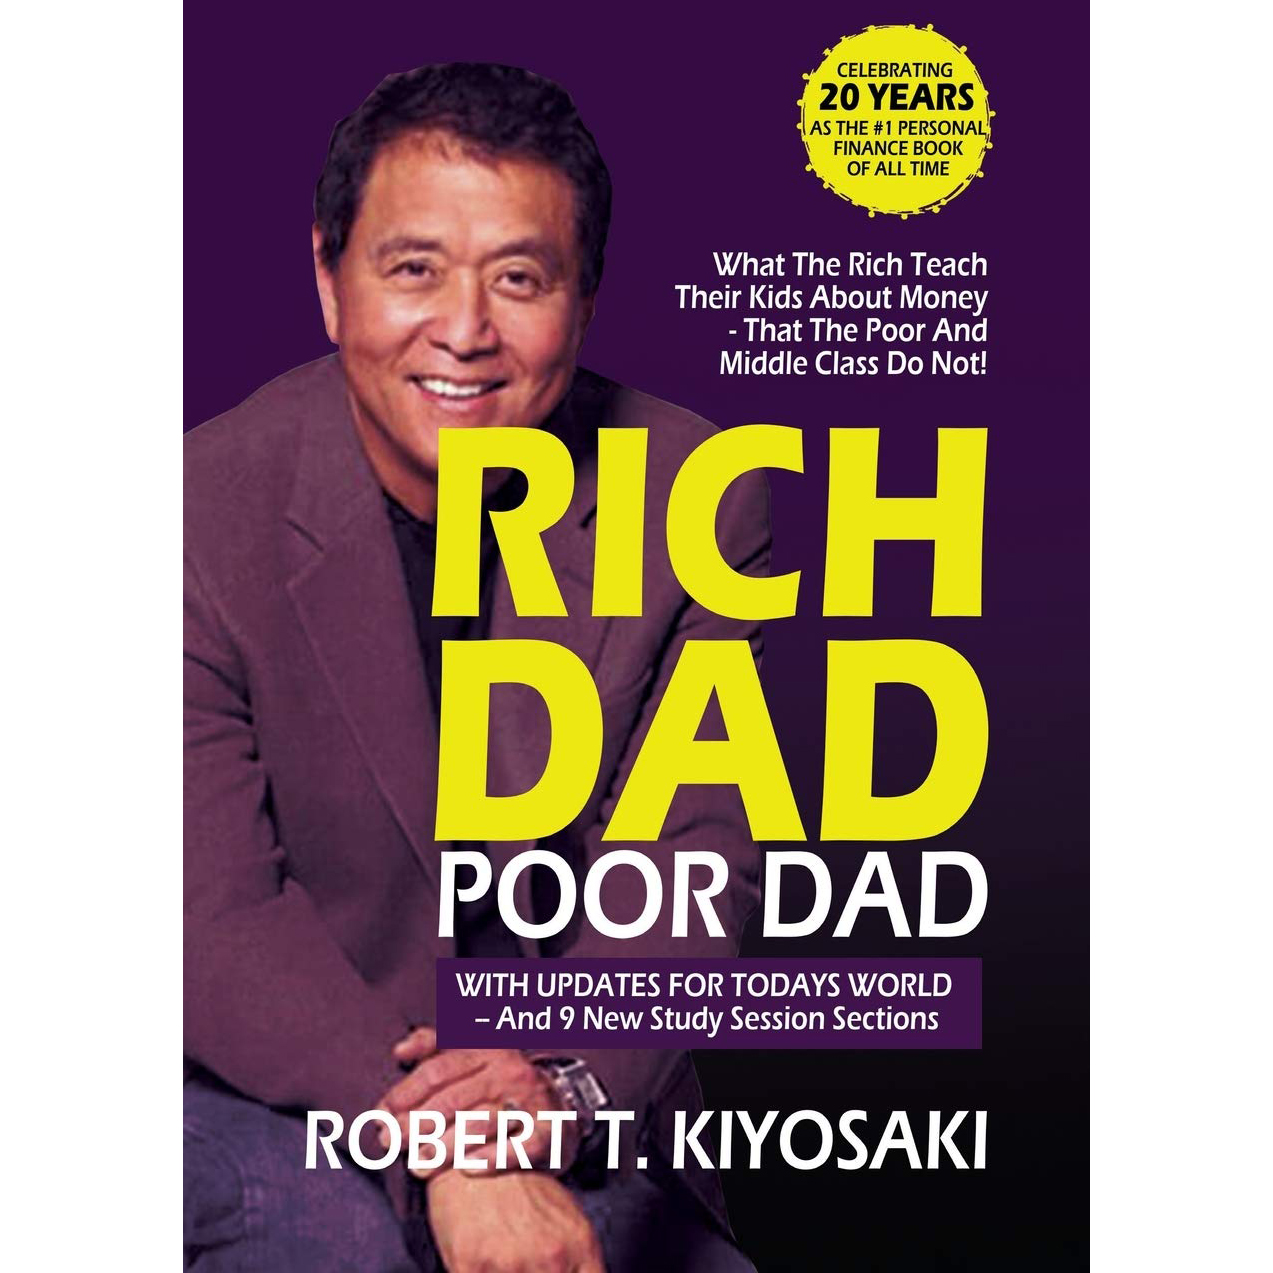 CELEBRATING
20 YEARS
AS THE #1 PERSONAL
FINANCE BOOK
OF ALL TIME
What The Rich Teach
Their Kids About Money
- That The Poor And
Middle Class Do Not!
RICH
DAD
POOR DAD
WITH UPDATES FOR TODAYS WORLD
– And 9 New Study Session Sections
ROBERT T. KIYOSAKI